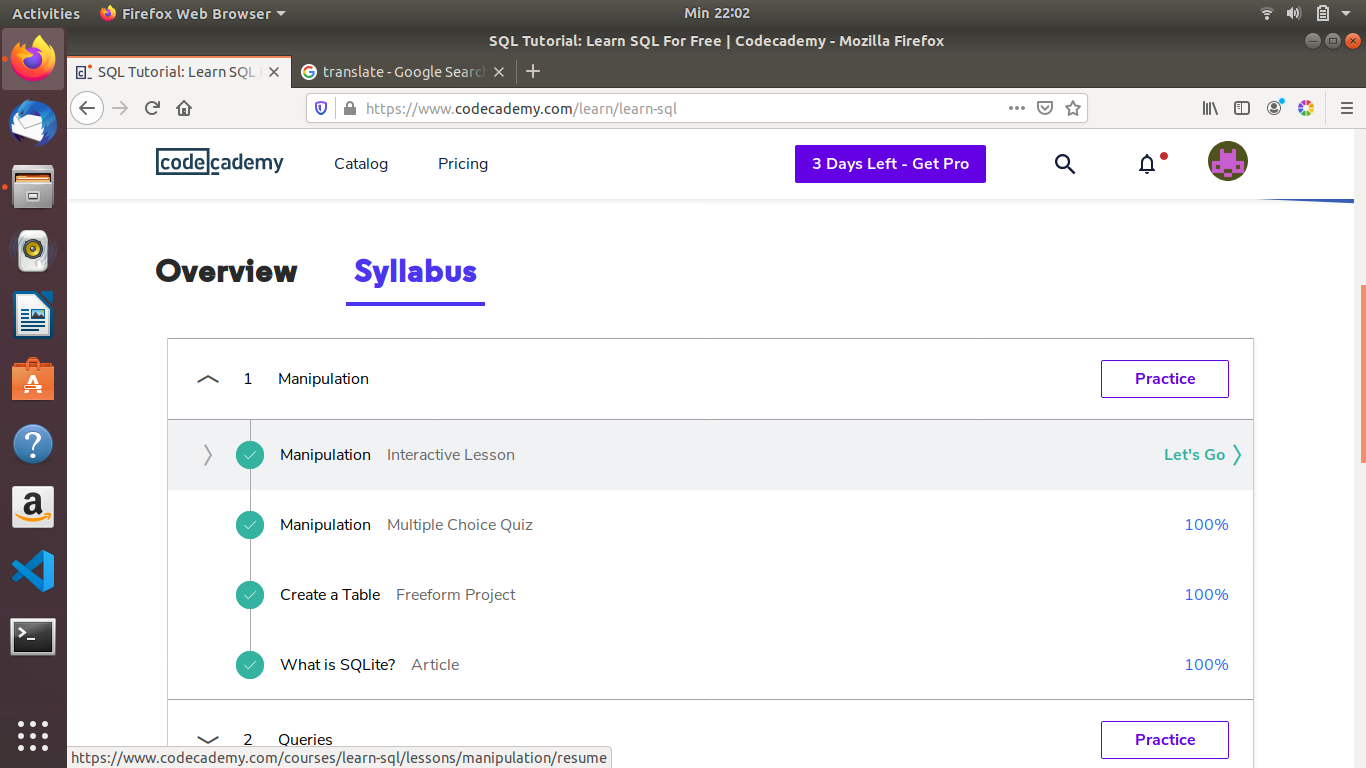 Activities Firefox Web Browser Min 22:02
SQL Tutorial: Learn SQL For Free | Codecademy - Mozilla Firefox
SQL Tutorial: Learn SQL translate - Google Search
https://www.codecademy.com/learn/learn-sql
codecademy Catalog Pricing 3 Days Left - Get Pro
Overview Syllabus
1 Manipulation Practice
Manipulation Interactive Lesson Let's Go
Manipulation Multiple Choice Quiz 100%
Create a Table Freeform Project 100%
What is SQLite? Article 100%
2 Queries Practice
https://www.codecademy.com/courses/learn-sql/lessons/manipulation/resume